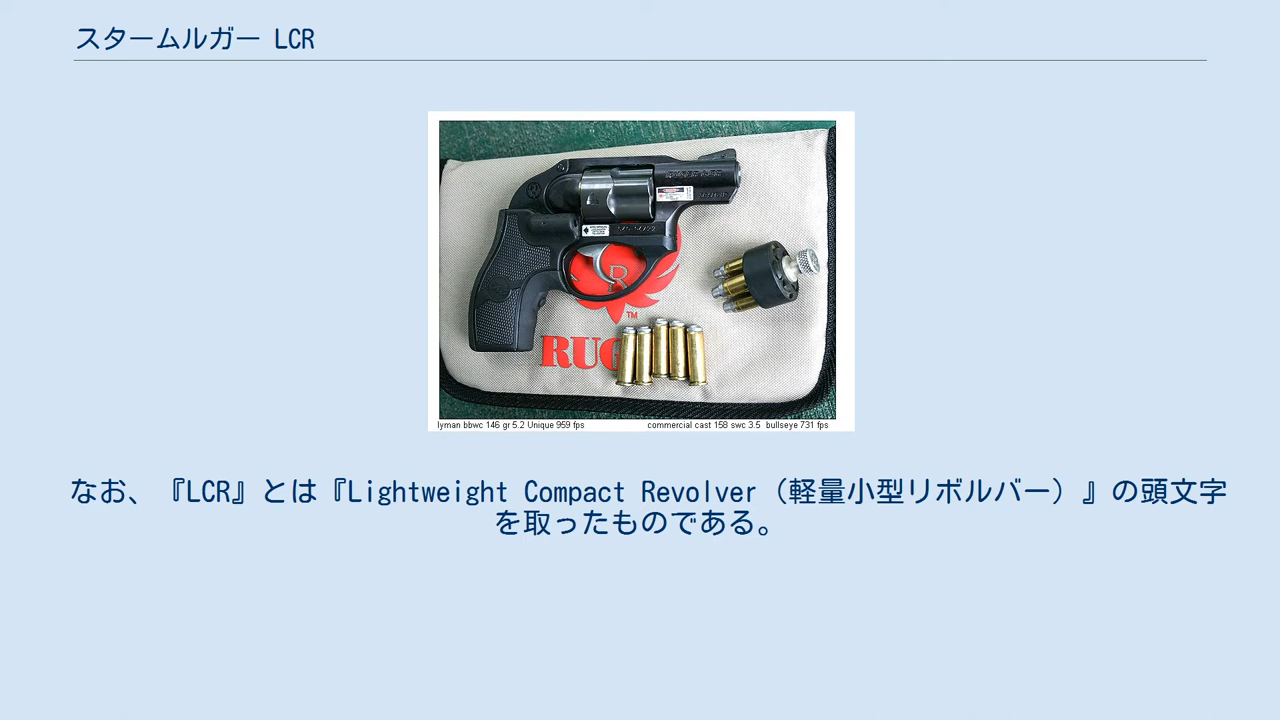 スタームルガー LCR
RUG
TM
lyman bbwc 146 gr 5.2 Unique 959 fps
commercial cast 158 swc 3.5 bullseye 731 fps
なお、『LCR』とは『Lightweight Compact Revolver（軽量小型リボルバー）』の頭文字
を取ったものである。